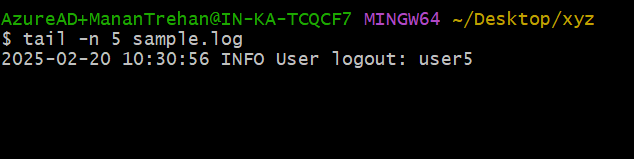 AzureAD+MananTrehan@IN-KA-TCQCF7 MINGW64 ~/Desktop/xyz
$ tail -n 5 sample.log
2025-02-20 10:30:56 INFO User logout: user5